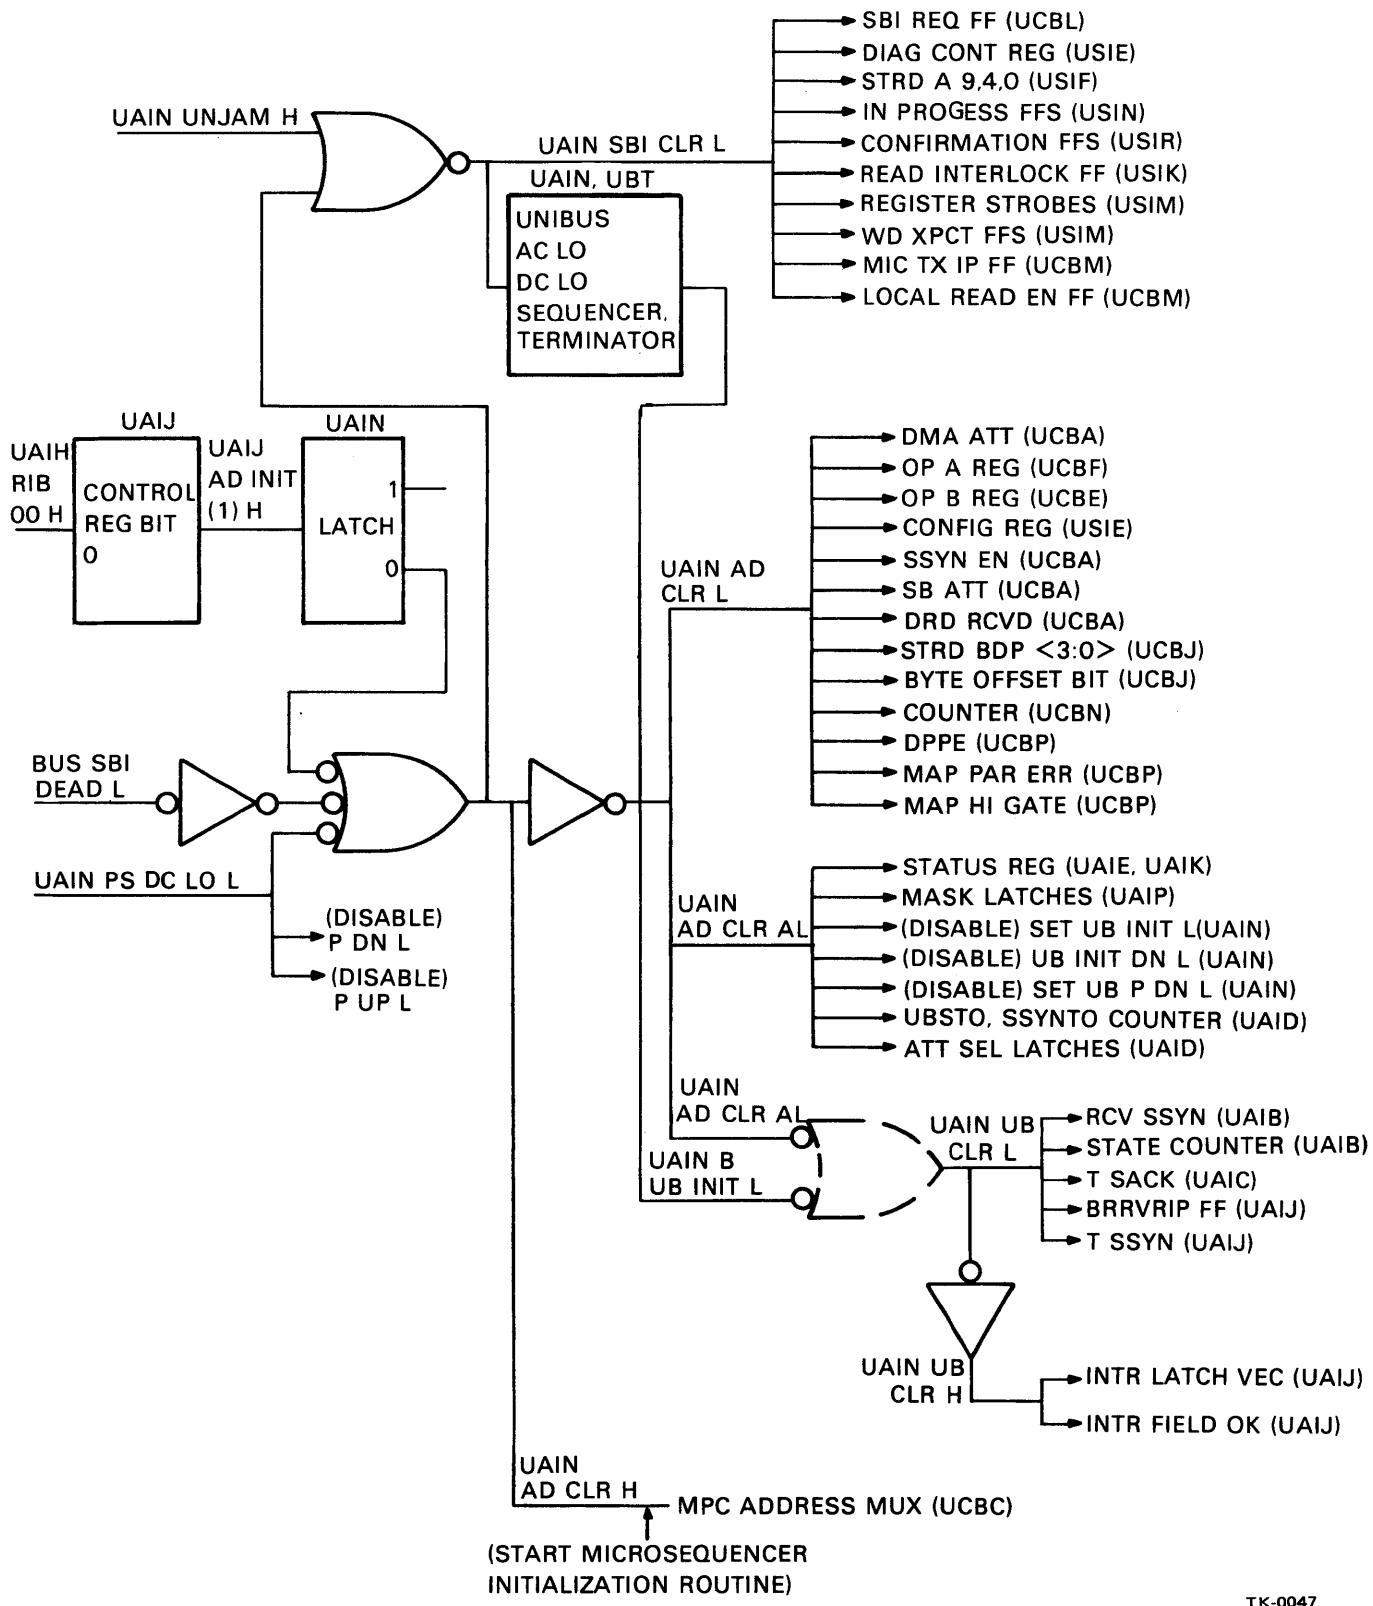 SBI REQ FF (UCBL)
DIAG CONT REG (USIE)
STRD A 9,4,0 (USIF)
IN PROGESS FFS (USIN)
CONFIRMATION FFS (USIR)
READ INTERLOCK FF (USIK)
REGISTER STROBES (USIM)
WD XPCT FFS (USIM)
MIC TX IP FF (UCBM)
LOCAL READ EN FF (UCBM)
UAIN UNJAM H
UAIN SBI CLR L
UAIN, UBT
UNIBUS
AC LO
DC LO
SEQUENCER,
TERMINATOR
UAIH
RIB
00 H
UAIJ
CONTROL
REG BIT
0
UAIJ
AD INIT
(1) H
UAIN
1
LATCH
0
DMA ATT (UCBA)
OP A REG (UCBF)
OP B REG (UCBE)
CONFIG REG (USIE)
SSYN EN (UCBA)
SB ATT (UCBA)
DRD RCVD (UCBA)
STRD BDP <3:0> (UCBJ)
BYTE OFFSET BIT (UCBJ)
COUNTER (UCBN)
DPPE (UCBP)
MAP PAR ERR (UCBP)
MAP HI GATE (UCBP)
UAIN AD
CLR L
BUS SBI
DEAD L
UAIN PS DC LO L
(DISABLE)
P DN L
(DISABLE)
P UP L
UAIN
AD CLR AL
STATUS REG (UAIE, UAIK)
MASK LATCHES (UAIP)
(DISABLE) SET UB INIT L(UAIN)
(DISABLE) UB INIT DN L (UAIN)
(DISABLE) SET UB P DN L (UAIN)
UBSTO, SSYNTO COUNTER (UAID)
ATT SEL LATCHES (UAID)
UAIN
AD CLR AL
UAIN B
UB INIT L
UAIN UB
CLR L
RCV SSYN (UAIB)
STATE COUNTER (UAIB)
T SACK (UAIC)
BRRVRIP FF (UAIJ)
T SSYN (UAIJ)
UAIN UB
CLR H
INTR LATCH VEC (UAIJ)
INTR FIELD OK (UAIJ)
UAIN
AD CLR H
MPC ADDRESS MUX (UCBC)
(START MICROSEQUENCER
INITIALIZATION ROUTINE)
TK-0047